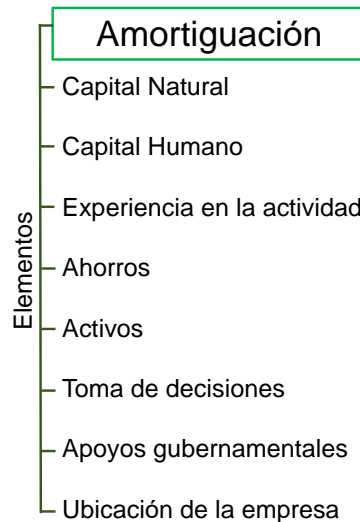 Amortiguación
Elementos
Capital Natural
Capital Humano
Experiencia en la actividad
Ahorros
Activos
Toma de decisiones
Apoyos gubernamentales
Ubicación de la empresa